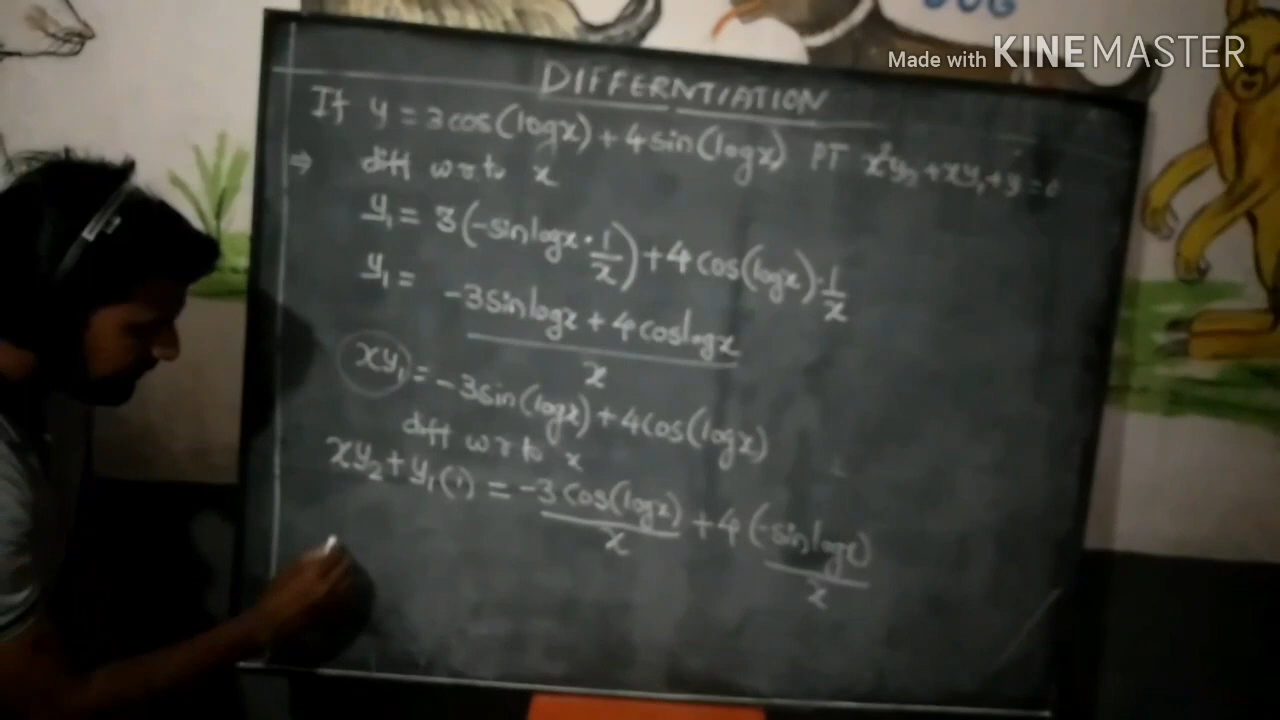 DOG
Made with KINEMASTER
DIFFERNTIATION
If y = 3cos(logx) + 4sin(logx) PT x²y₂ + xy₁ + y = 0
⇒ diff w r to x
y₁ = 3(-sinlogx · 1/x) + 4cos(logx) · 1/x
y₁ = -3sinlogx + 4coslogx / x
xy₁ = -3sin(logx) + 4cos(logx)
diff w r to x
xy₂ + y₁(1) = -3cos(logx)/x + 4(-sinlogx)/x